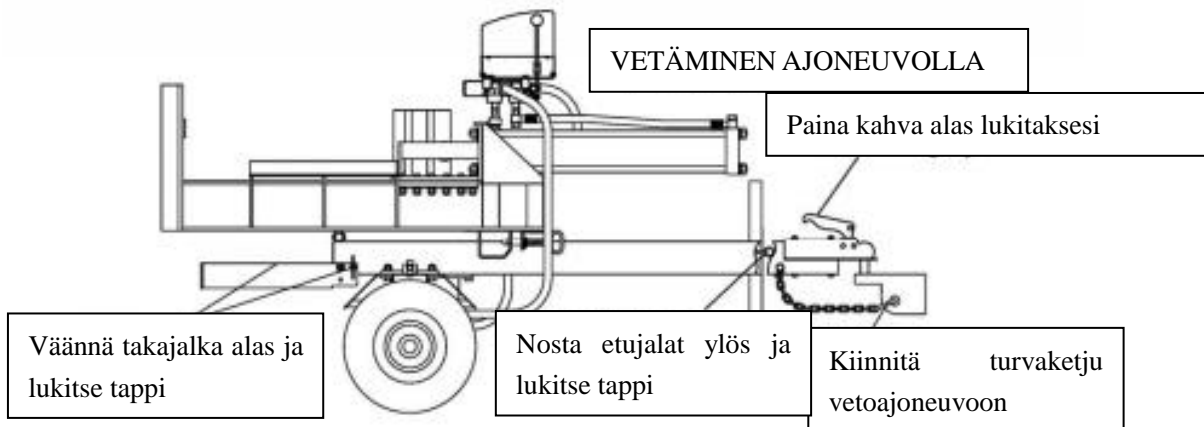 VETÄMINEN AJONEUVOLLA
Paina kahva alas lukitaksesi
Väännä takajalka alas ja
lukitse tappi
Nosta etujalat ylös ja
lukitse tappi
Kiinnitä turvaketju
vetoajoneuvoon